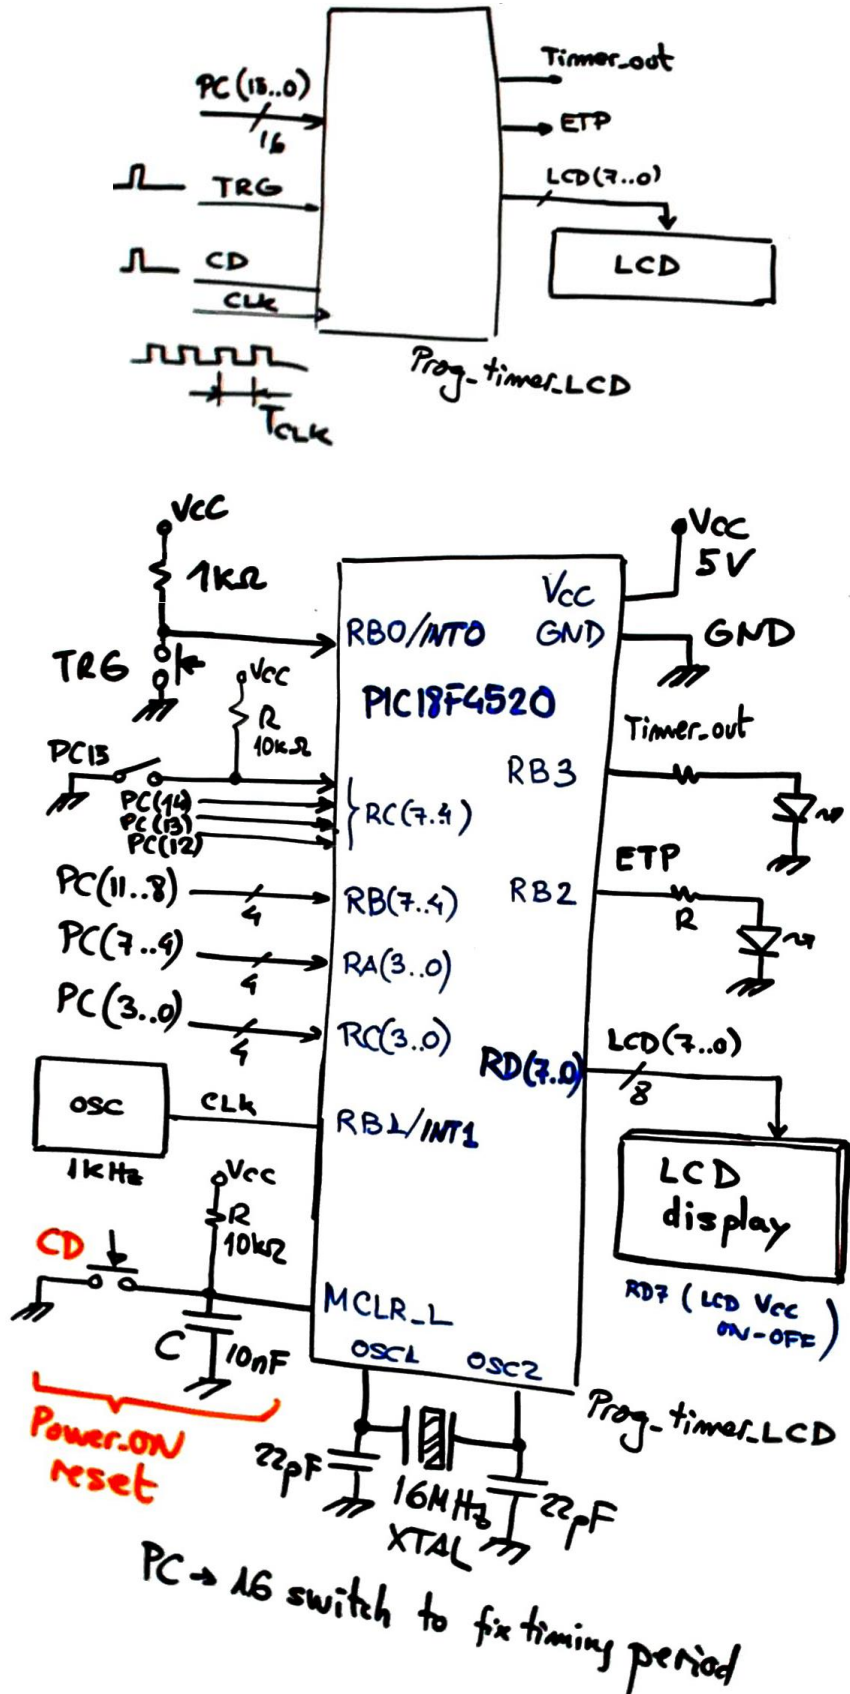 Timer_out
PC(15..0)
16
ETP
TRG
LCD(7..0)
CD
LCD
CLK
Prog_timer_LCD
TCLK
VCC
1KΩ
TRG
VCC
R
10KΩ
PC15
PC(14)
PC(13)
PC(12)
PC(11..8)
4
PC(7..4)
4
PC(3..0)
4
OSC
1KHz
CLK
VCC
R
10KΩ
CD
C
10nF
Power_ON
reset
RB0/INT0
PIC18F4520
RC(7..4)
RB(7..4)
RA(3..0)
RC(3..0)
RB1/INT1
MCLR_L
OSC1
OSC2
VCC
GND
RB3
RB2
RD(7..0)
VCC
5V
GND
Timer_out
ETP
R
LCD(7..0)
8
LCD
display
RD7 (LCD VCC
ON-OFF)
Prog_timer_LCD
22pF
16MHz
XTAL
22pF
PC → 16 switch to fix timing period